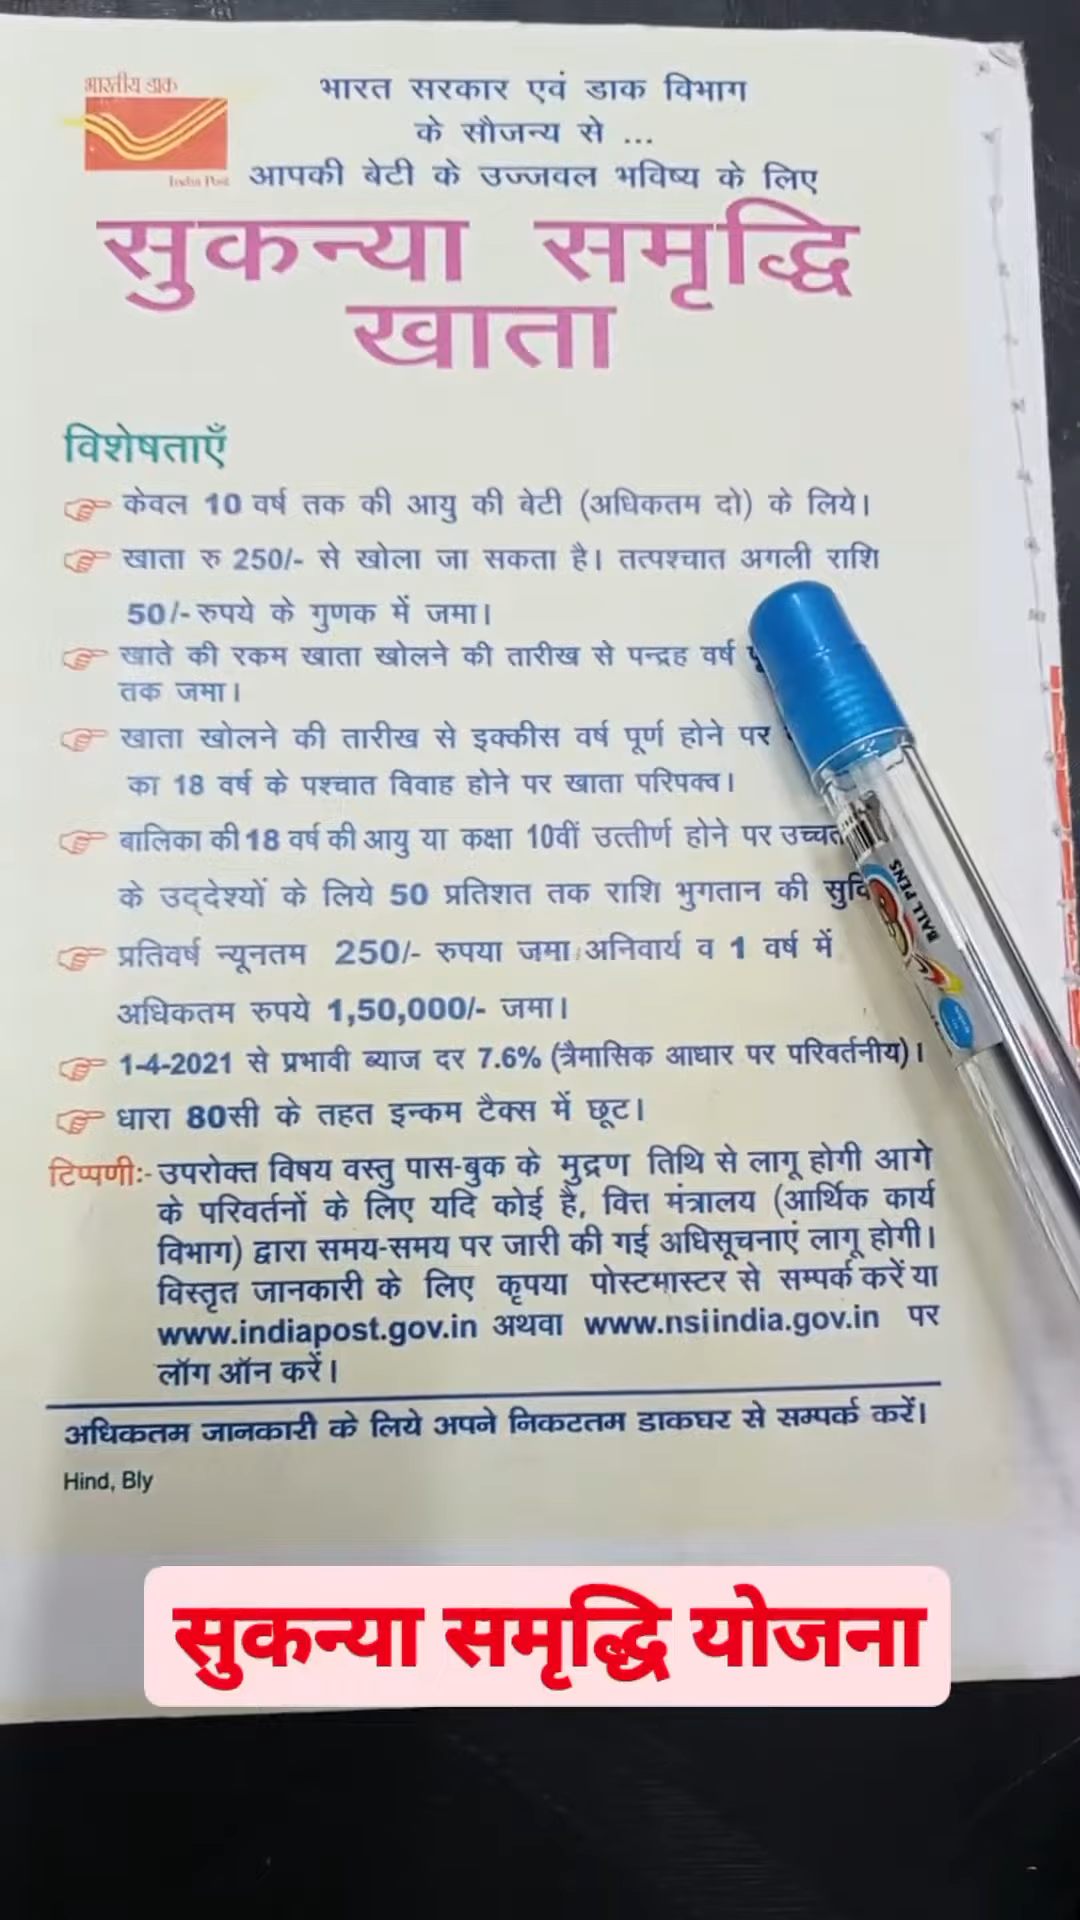 भारतीय डाक
India Post
भारत सरकार एवं डाक विभाग
के सौजन्य से ...
आपकी बेटी के उज्जवल भविष्य के लिए
सुकन्या समृद्धि
खाता
विशेषताएँ
केवल 10 वर्ष तक की आयु की बेटी (अधिकतम दो) के लिये।
खाता रु 250/- से खोला जा सकता है। तत्पश्चात अगली राशि
50/- रुपये के गुणक में जमा।
खाते की रकम खाता खोलने की तारीख से पन्द्रह वर्ष
तक जमा।
खाता खोलने की तारीख से इक्कीस वर्ष पूर्ण होने पर
का 18 वर्ष के पश्चात विवाह होने पर खाता परिपक्व।
बालिका की 18 वर्ष की आयु या कक्षा 10वीं उत्तीर्ण होने पर
के उद्देश्यों के लिये 50 प्रतिशत तक राशि भुगतान की
प्रतिवर्ष न्यूनतम 250/- रुपया जमा अनिवार्य व 1 वर्ष में
अधिकतम रुपये 1,50,000/- जमा।
1-4-2021 से प्रभावी ब्याज दर 7.6% (त्रैमासिक आधार पर परिवर्तनीय)।
धारा 80सी के तहत इन्कम टैक्स में छूट।
टिप्पणी:- उपरोक्त विषय वस्तु पास-बुक के मुद्रण तिथि से लागू होगी आगे
के परिवर्तनों के लिए यदि कोई है, वित्त मंत्रालय (आर्थिक कार्य
विभाग) द्वारा समय-समय पर जारी की गई अधिसूचनाएं लागू होगी।
विस्तृत जानकारी के लिए कृपया पोस्टमास्टर से सम्पर्क करें या
www.indiapost.gov.in अथवा www.nsiindia.gov.in पर
लॉग ऑन करें।
अधिकतम जानकारी के लिये अपने निकटतम डाकघर से सम्पर्क करें।
Hind, Bly
BALL PENS
सुकन्या समृद्धि योजना